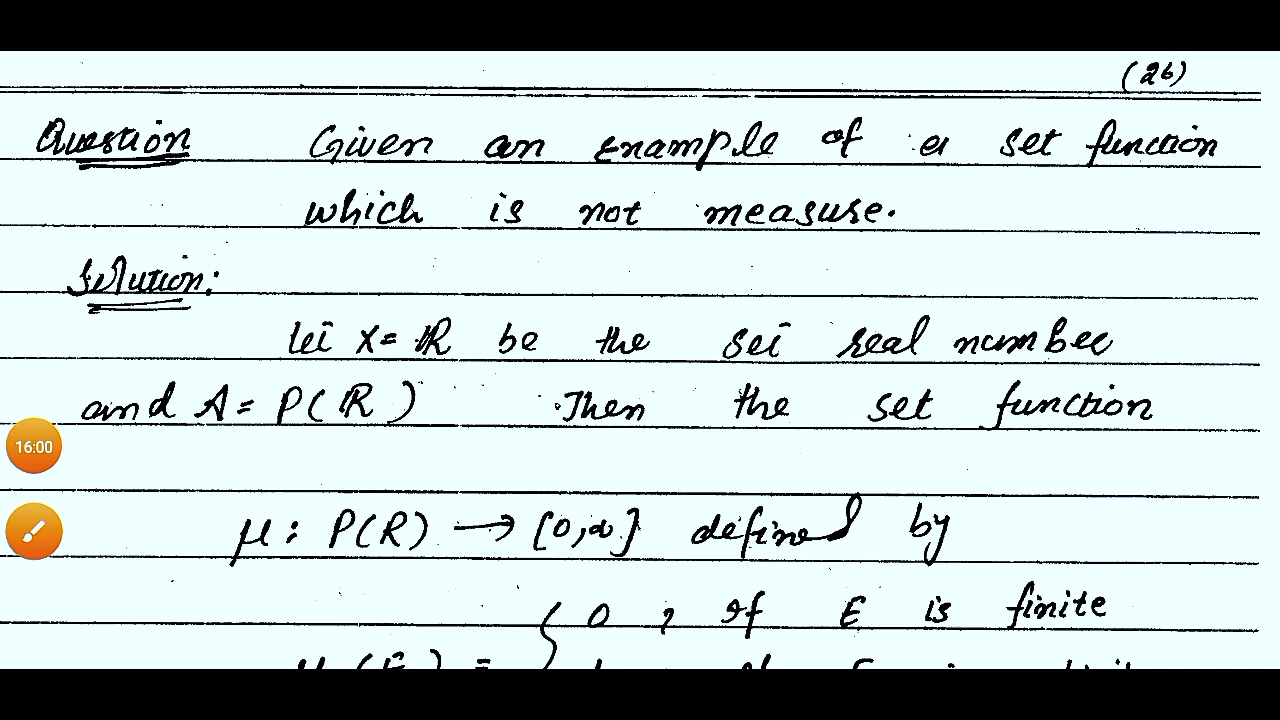 (26)
Question Given an example of a set function
which is not measure.
Solution:
Let X = ℝ be the set real number
and A = P(ℝ) Then the set function
16:00
μ: P(R) → [0,∞] defined by
0 , If E is finite
μ(E) =